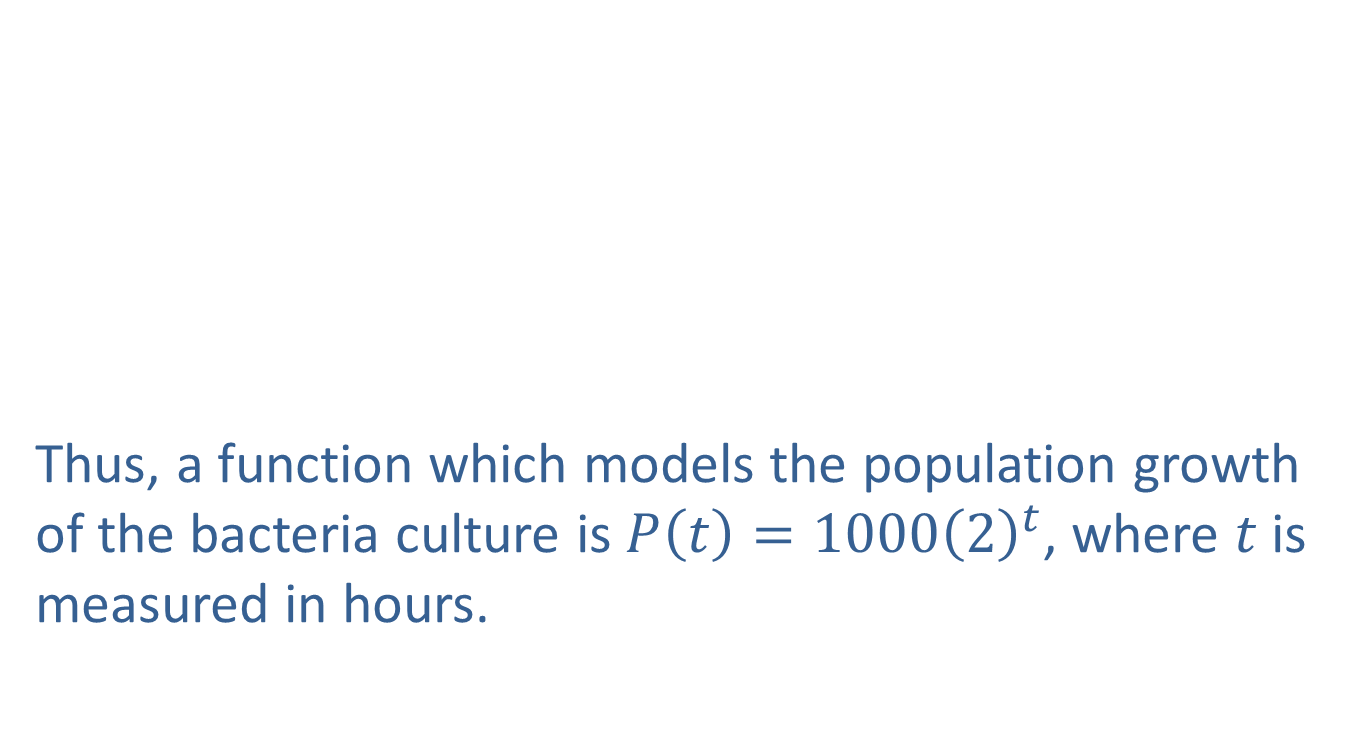 Thus, a function which models the population growth
of the bacteria culture is $P(t) = 1000(2)^t$, where $t$ is
measured in hours.